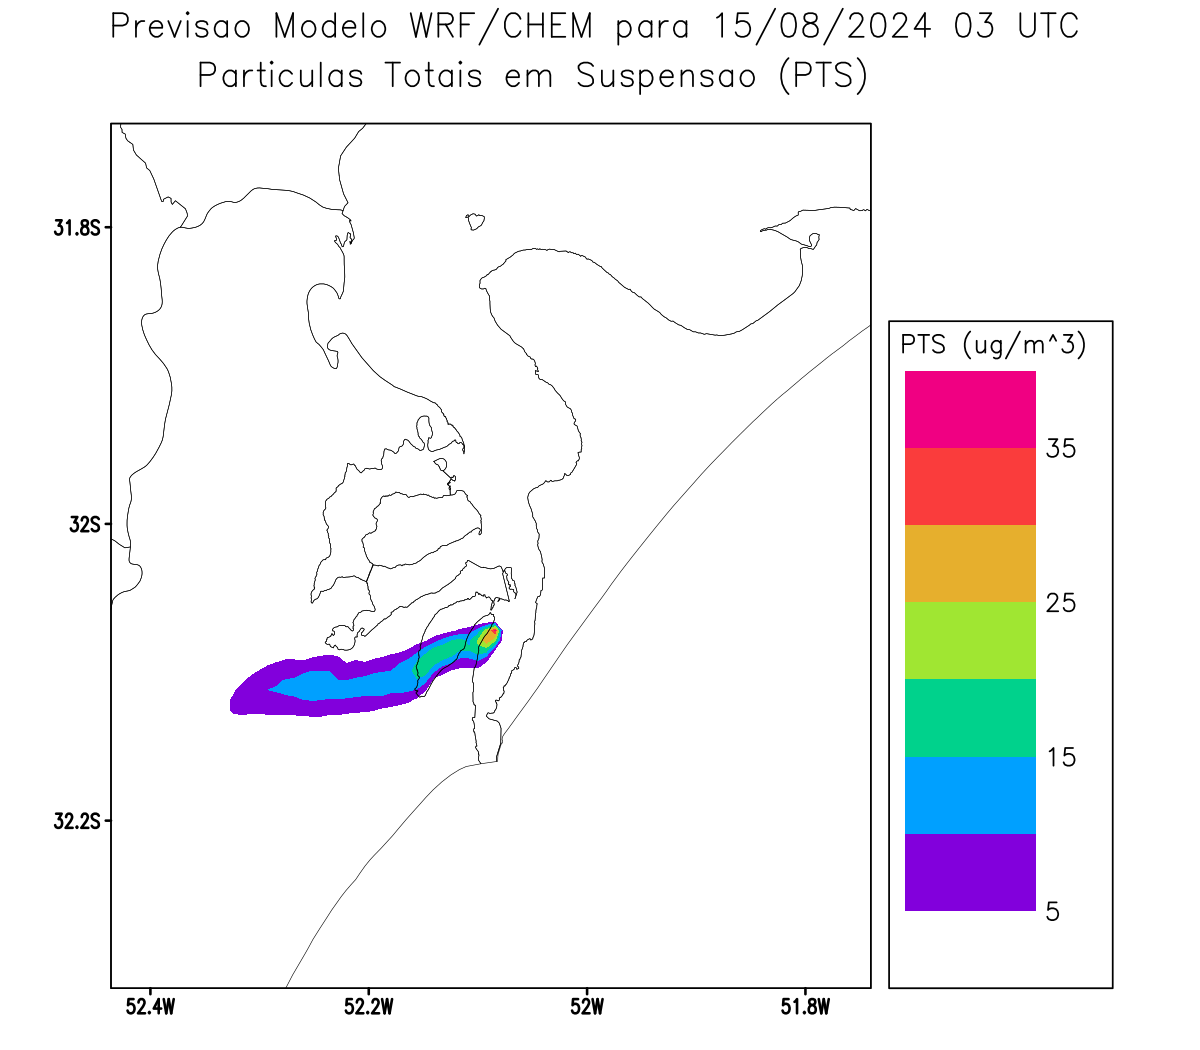 Previsao Modelo WRF/CHEM para 15/08/2024 03 UTC
Particulas Totais em Suspensao (PTS)
31.8S
32S
32.2S
52.4W
52.2W
52W
51.8W
PTS (ug/m^3)
35
25
15
5